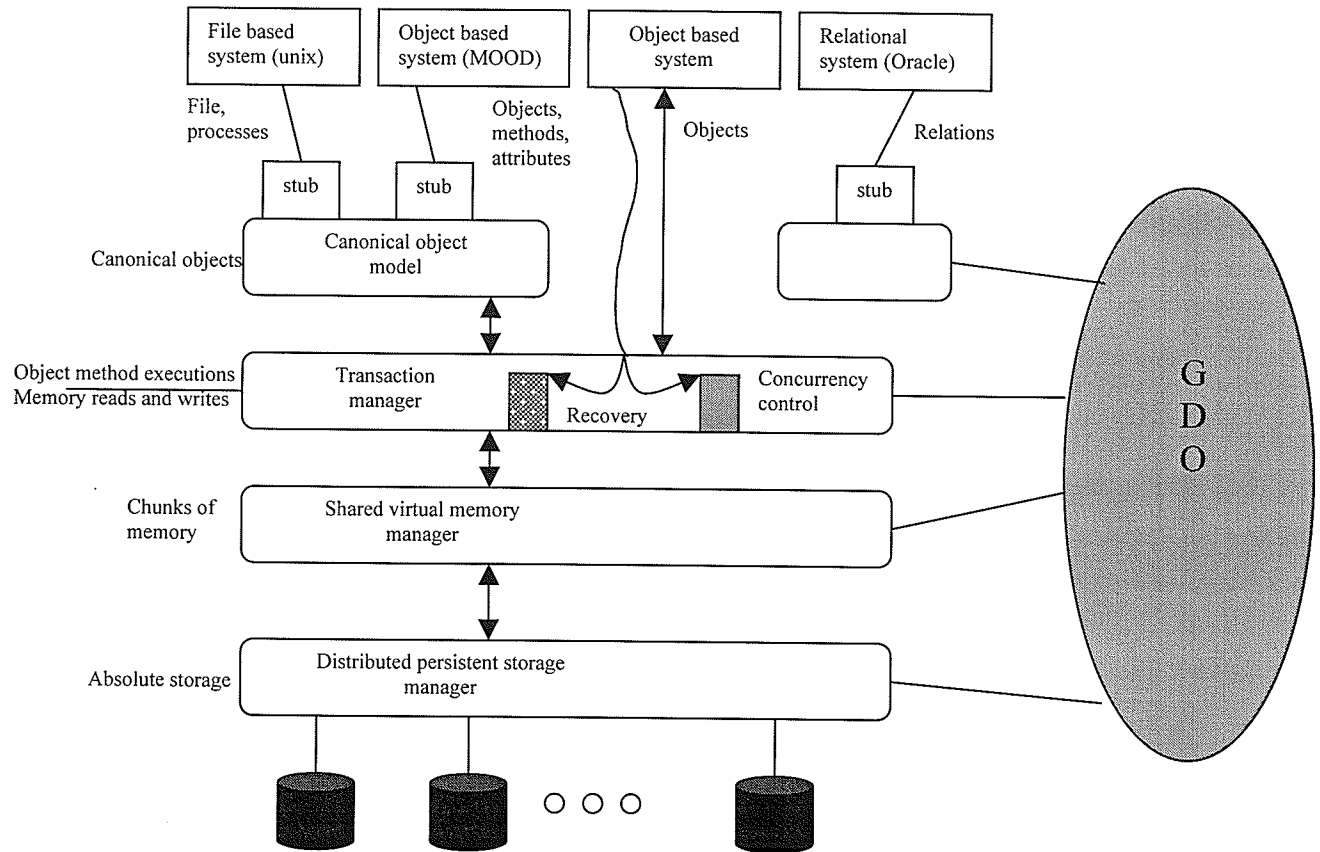 File based
system (unix)
Object based
system (MOOD)
Object based
system
Relational
system (Oracle)
File,
processes
Objects,
methods,
attributes
Objects
Relations
stub
stub
stub
Canonical objects
Canonical object
model
Object method executions
Memory reads and writes
Transaction
manager
Recovery
Concurrency
control
G
D
O
Chunks of
memory
Shared virtual memory
manager
Absolute storage
Distributed persistent storage
manager